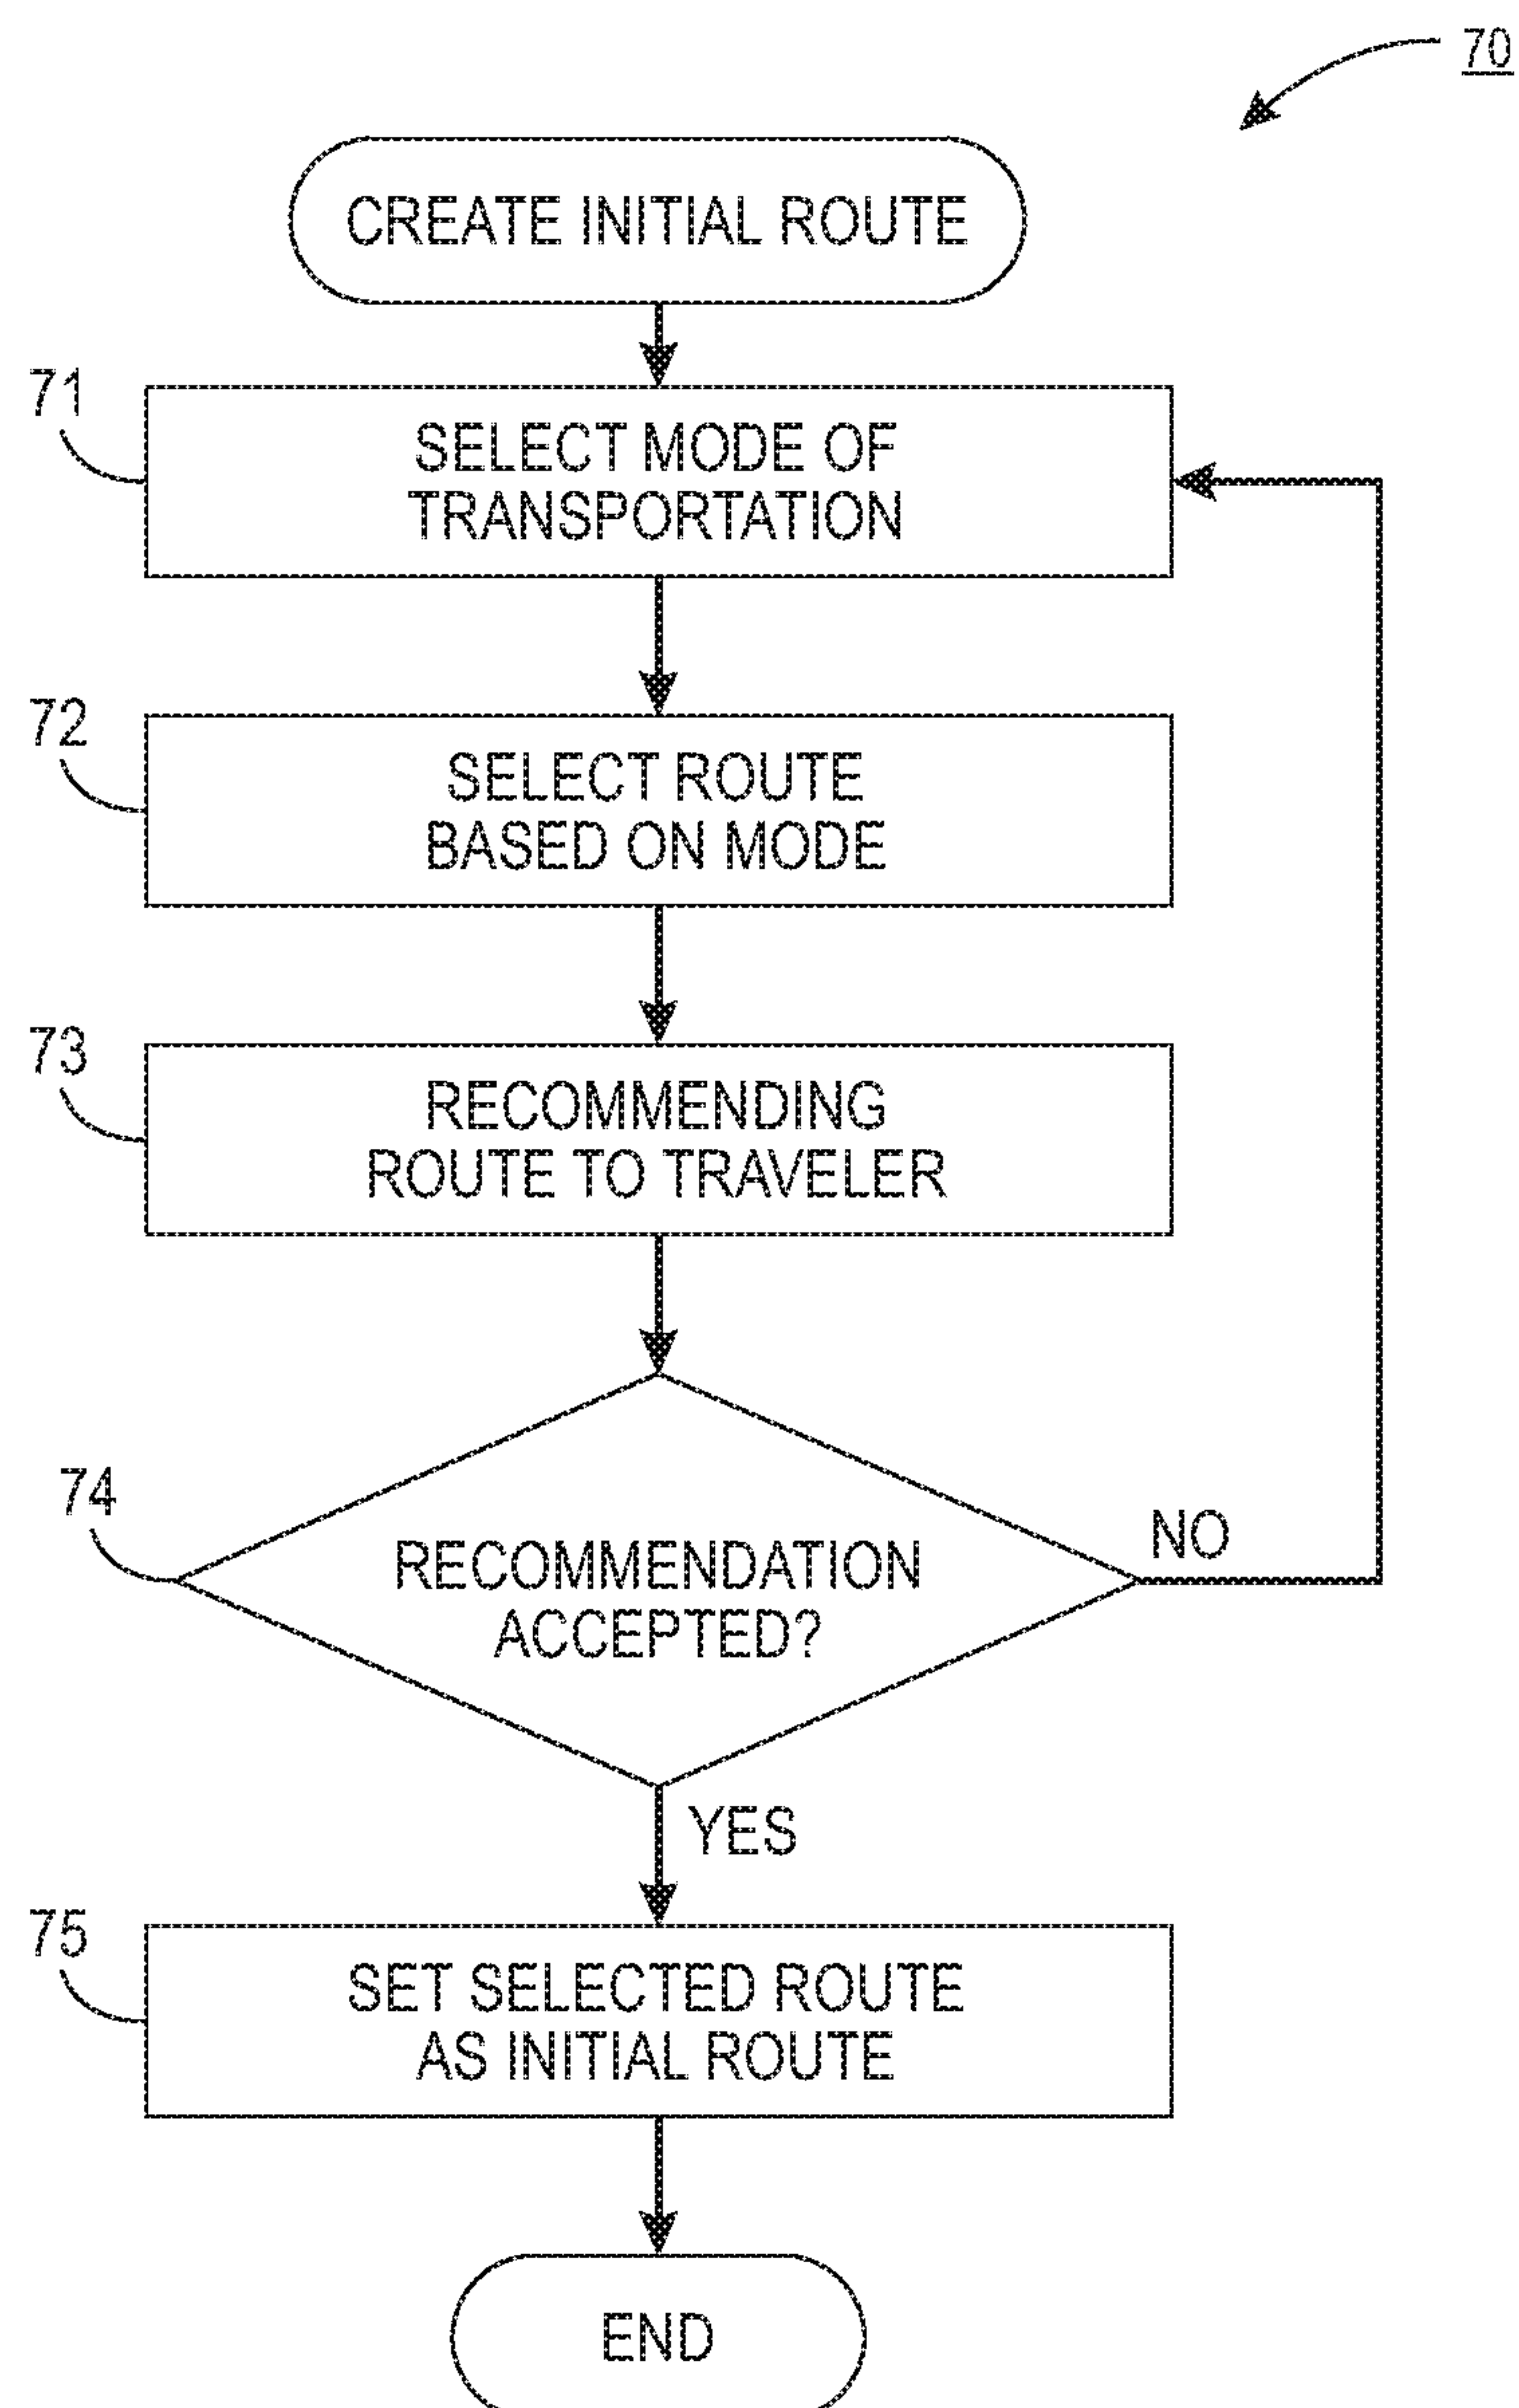 70
CREATE INITIAL ROUTE
71
SELECT MODE OF
TRANSPORTATION
72
SELECT ROUTE
BASED ON MODE
73
RECOMMENDING
ROUTE TO TRAVELER
74
RECOMMENDATION
ACCEPTED?
NO
YES
75
SET SELECTED ROUTE
AS INITIAL ROUTE
END